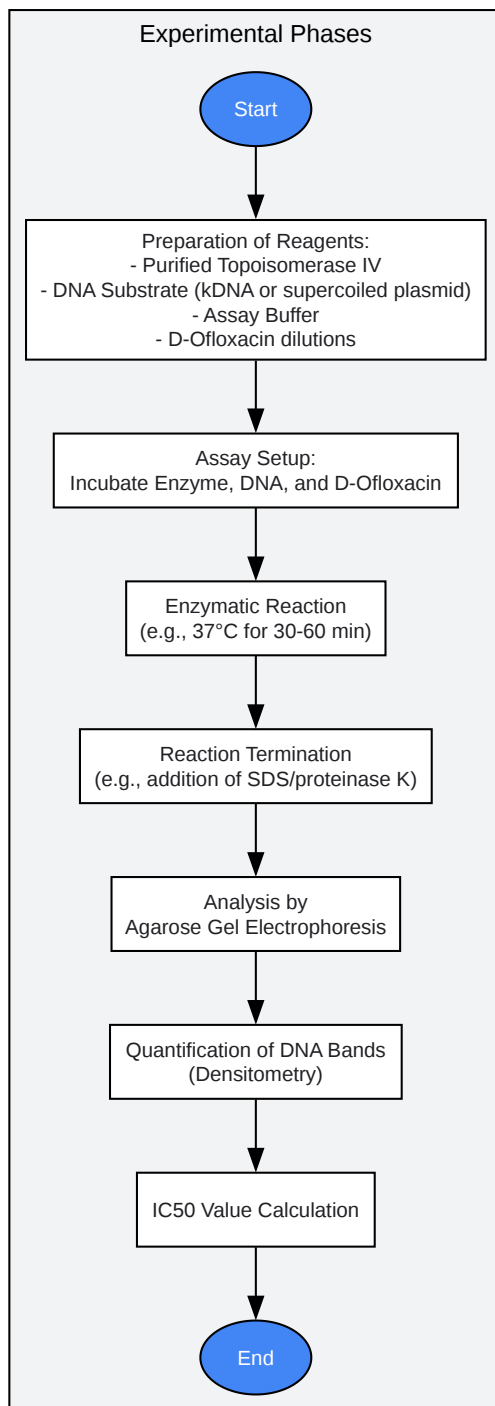 Experimental Phases
Start
Preparation of Reagents:
- Purified Topoisomerase IV
- DNA Substrate (kDNA or supercoiled plasmid)
- Assay Buffer
- D-Ofloxacin dilutions
Assay Setup:
Incubate Enzyme, DNA, and D-Ofloxacin
Enzymatic Reaction
(e.g., 37°C for 30-60 min)
Reaction Termination
(e.g., addition of SDS/proteinase K)
Analysis by
Agarose Gel Electrophoresis
Quantification of DNA Bands
(Densitometry)
IC50 Value Calculation
End